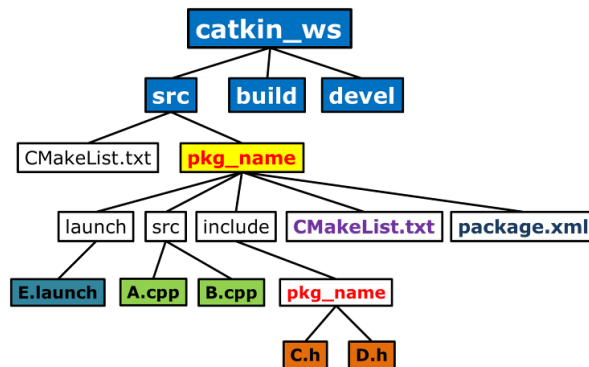 catkin_ws
src
build
devel
CMakeList.txt
pkg_name
launch
src
include
CMakeList.txt
package.xml
E.launch
A.cpp
B.cpp
pkg_name
C.h
D.h